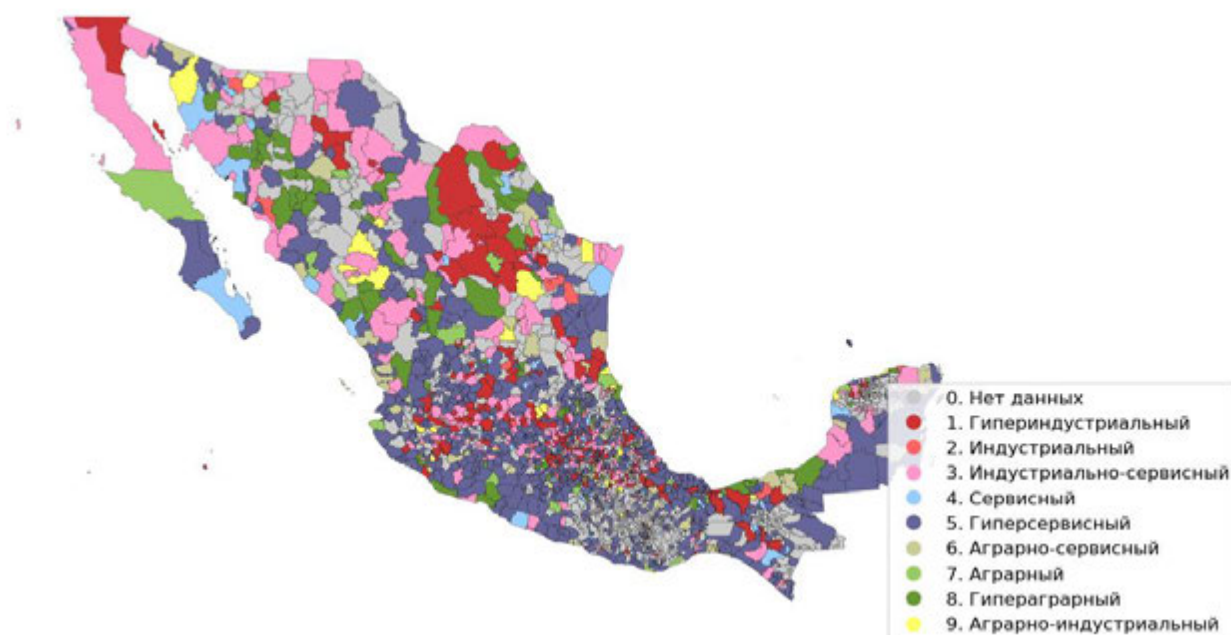 0. Нет данных
1. Гипериндустриальный
2. Индустриальный
3. Индустриально-сервисный
4. Сервисный
5. Гиперсервисный
6. Аграрно-сервисный
7. Аграрный
8. Гипераграрный
9. Аграрно-индустриальный